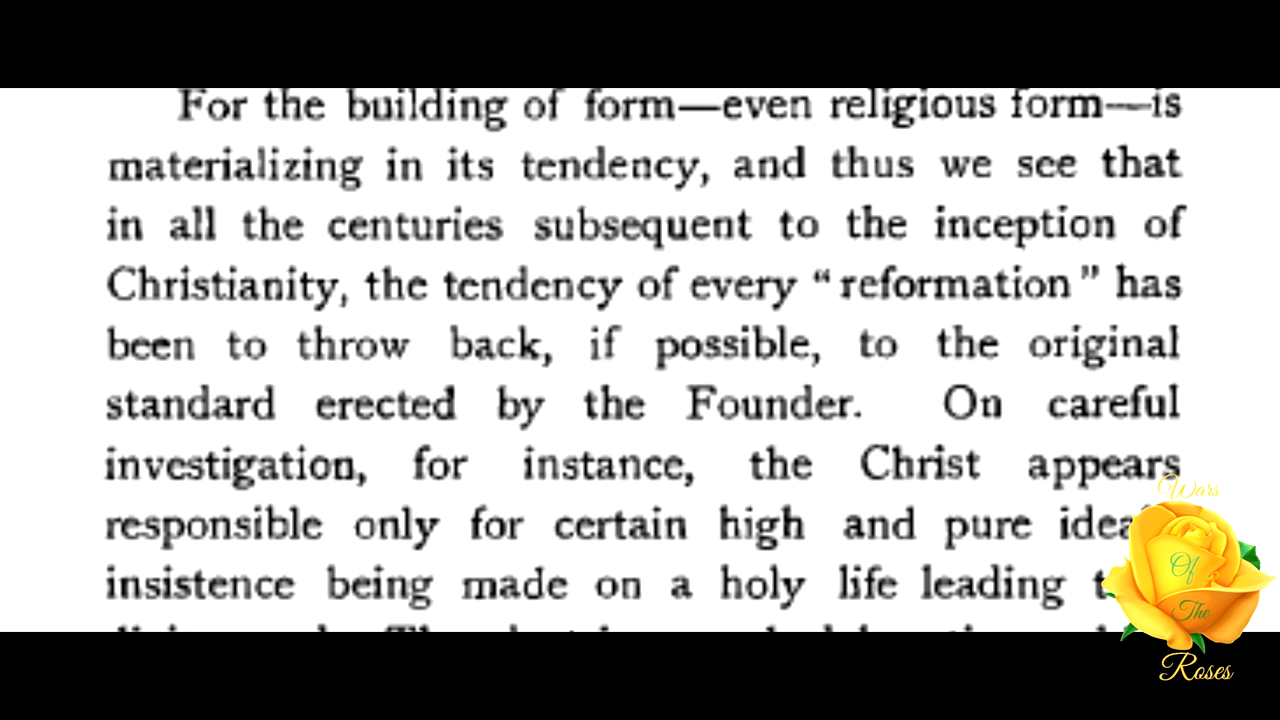 For the building of form—even religious form—is
materializing in its tendency, and thus we see that
in all the centuries subsequent to the inception of
Christianity, the tendency of every “reformation” has
been to throw back, if possible, to the original
standard erected by the Founder. On careful
investigation, for instance, the Christ appears
responsible only for certain high and pure
insistence being made on a holy life leading
Wars
Of
The
Roses